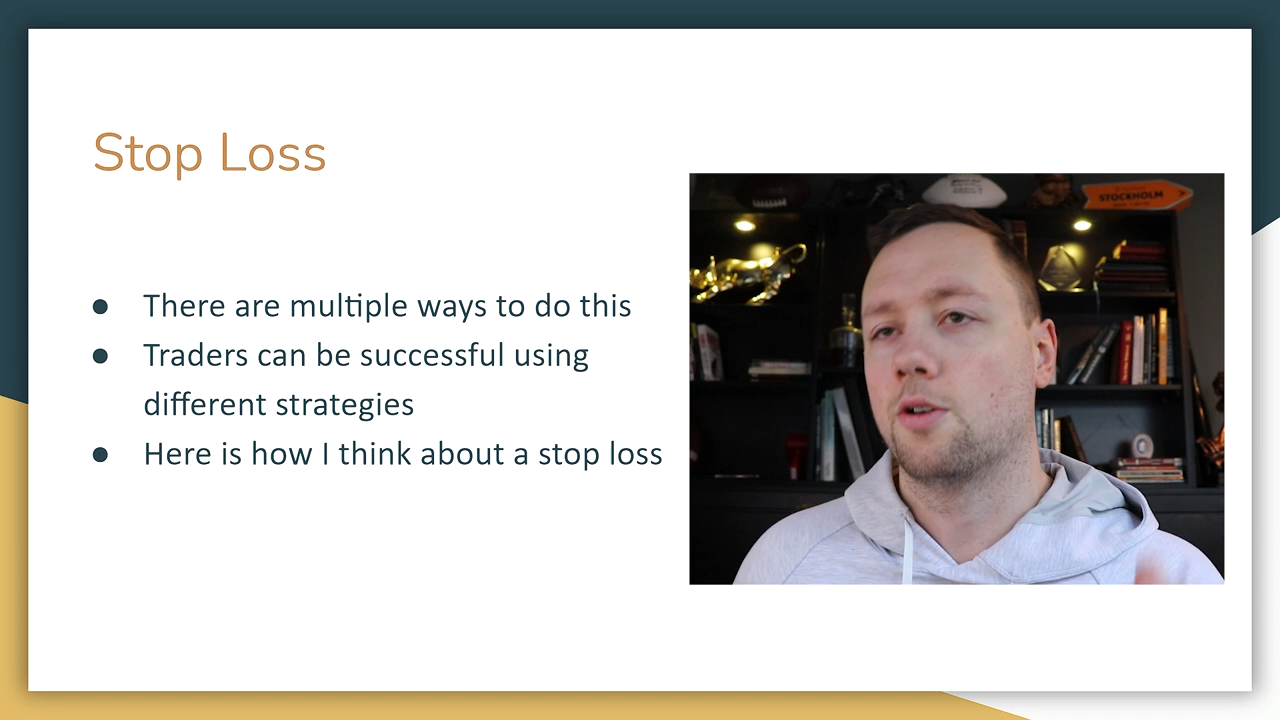 Stop Loss
● There are multiple ways to do this
● Traders can be successful using
different strategies
● Here is how I think about a stop loss
STOCKHOLM